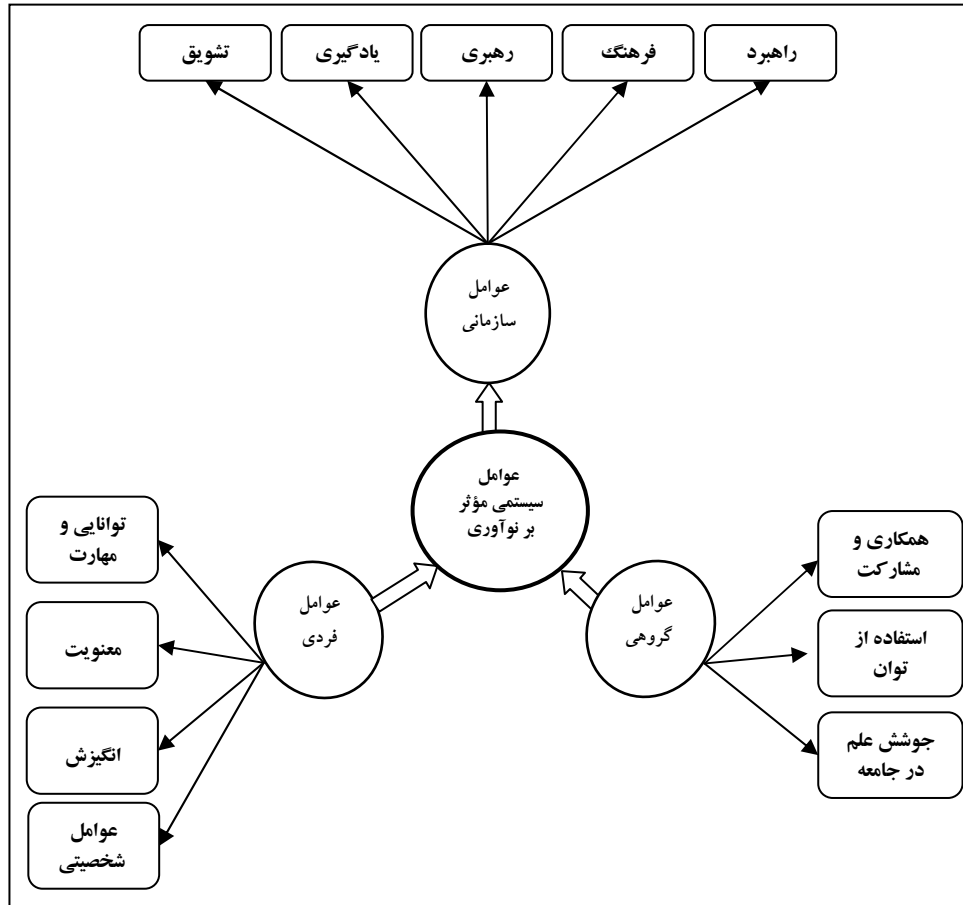 راهبرد
فرهنگ
رهبری
یادگیری
تشویق
عوامل
سازمانی
عوامل
سیستمی مؤثر
بر نوآوری
عوامل
گروهی
همکاری و
مشارکت
استفاده از
توان
جوشش علم
در جامعه
عوامل
فردی
توانایی و
مهارت
معنویت
انگیزش
عوامل
شخصیتی